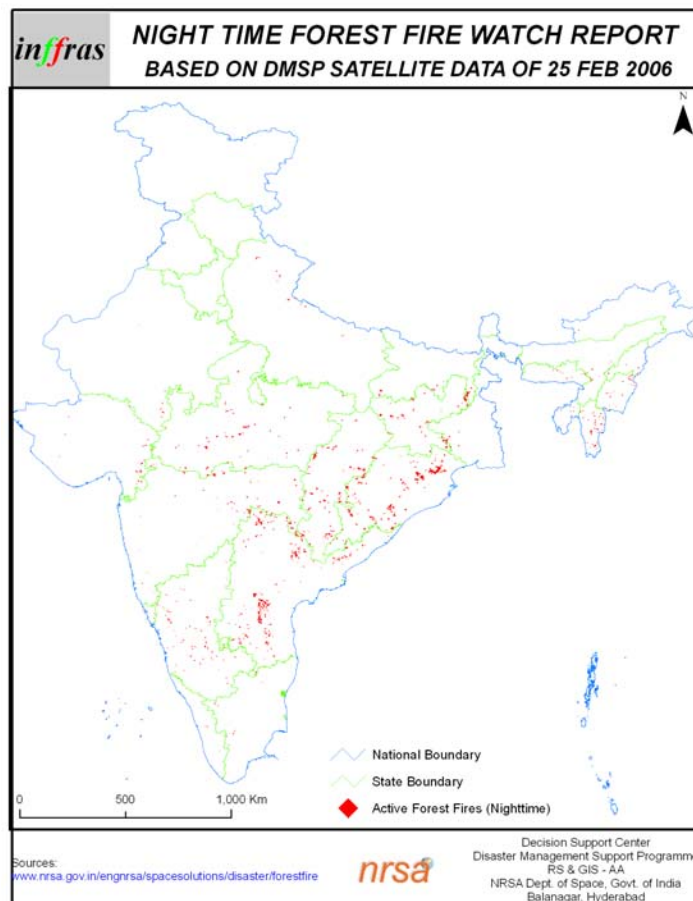 inffras
NIGHT TIME FOREST FIRE WATCH REPORT
BASED ON DMSP SATELLITE DATA OF 25 FEB 2006
N
National Boundary
State Boundary
Active Forest Fires (Nighttime)
0 500 1,000 Km
Sources:
www.nrsa.gov.in/engnrsa/spacesolutions/disaster/forestfire
nrsa
Decision Support Center
Disaster Management Support Programme
RS & GIS - AA
NRSA Dept. of Space, Govt. of India
Balanagar, Hyderabad